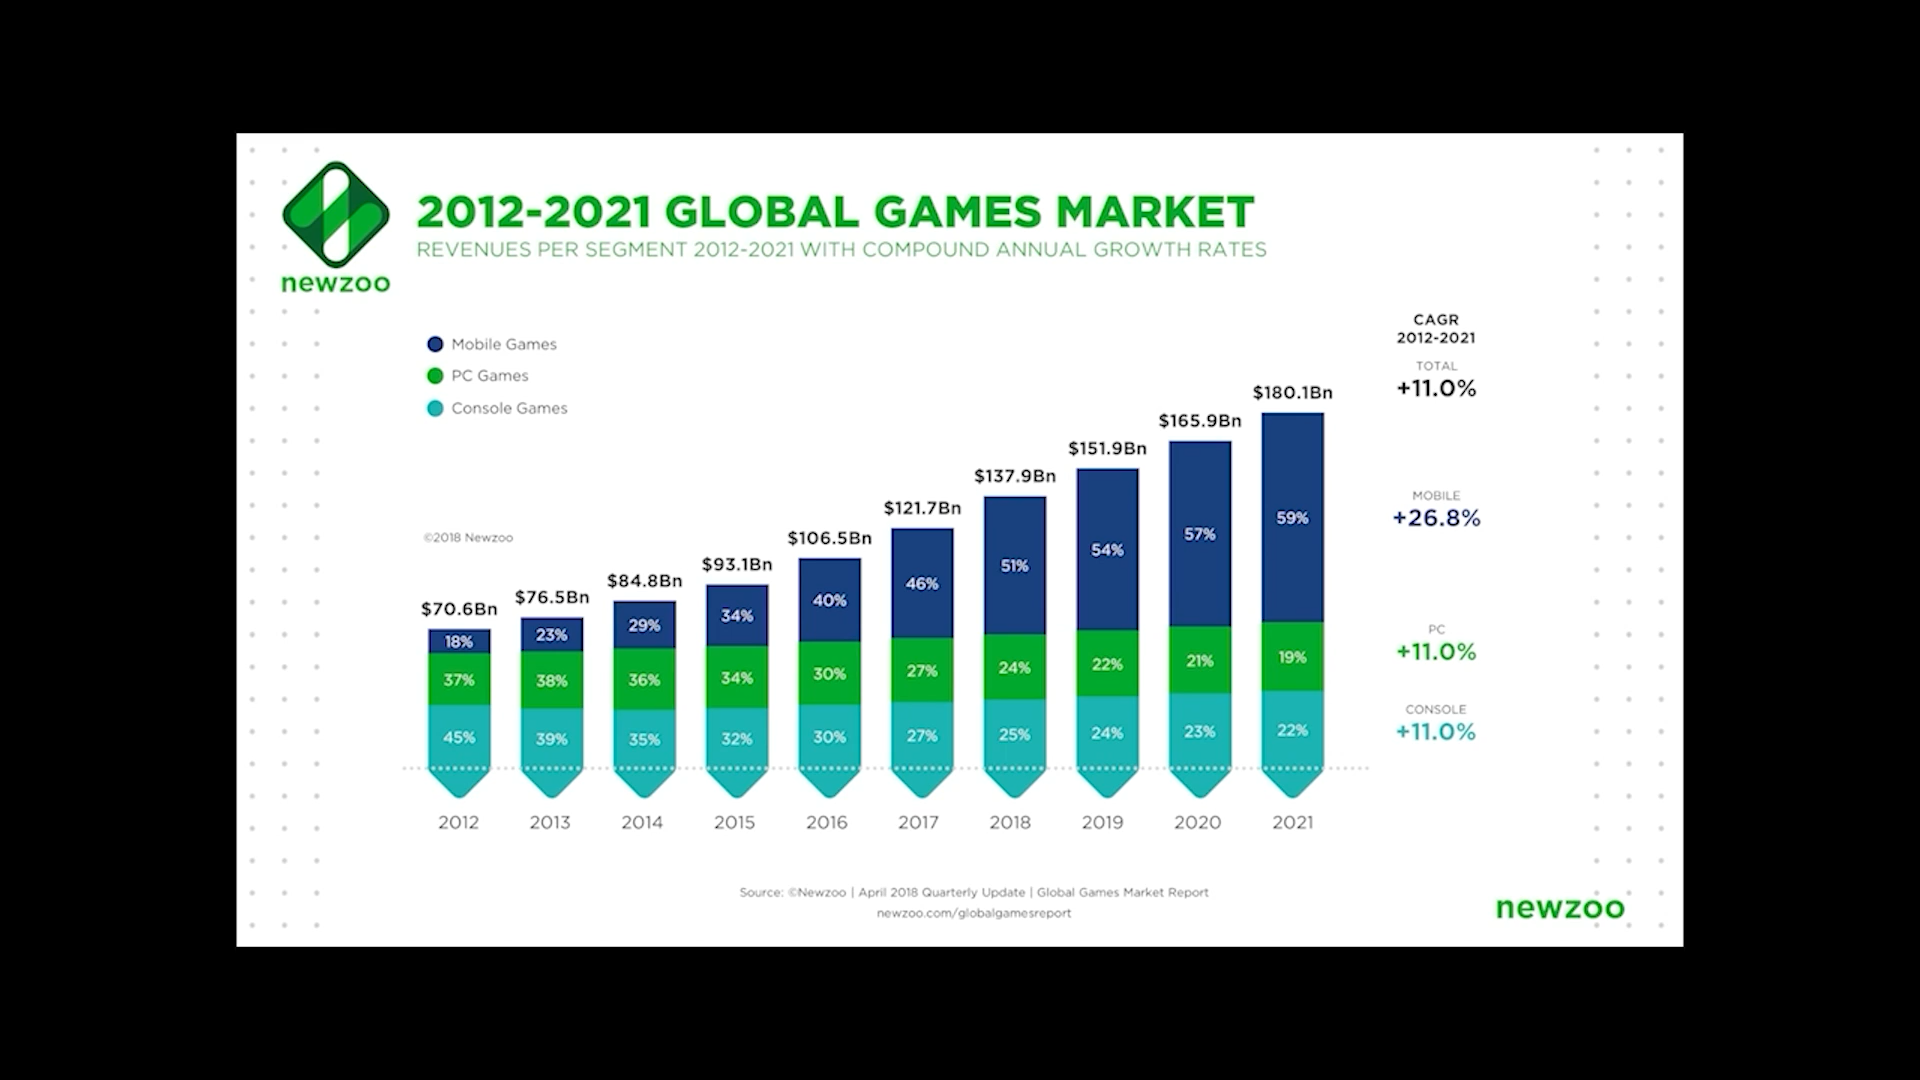 2012-2021 GLOBAL GAMES MARKET
REVENUES PER SEGMENT 2012-2021 WITH COMPOUND ANNUAL GROWTH RATES
newzoo
Mobile Games
PC Games
Console Games
©2018 Newzoo
$70.6Bn
$76.5Bn
$84.8Bn
$93.1Bn
$106.5Bn
$121.7Bn
$137.9Bn
$151.9Bn
$165.9Bn
$180.1Bn
18% 23% 29% 34% 40% 46% 51% 54% 57% 59%
37% 38% 36% 34% 30% 27% 24% 22% 21% 19%
45% 39% 35% 32% 30% 27% 25% 24% 23% 22%
2012 2013 2014 2015 2016 2017 2018 2019 2020 2021
CAGR
2012-2021
TOTAL
+11.0%
MOBILE
+26.8%
PC
+11.0%
CONSOLE
+11.0%
Source: ©Newzoo | April 2018 Quarterly Update | Global Games Market Report
newzoo.com/globalgamesreport
newzoo